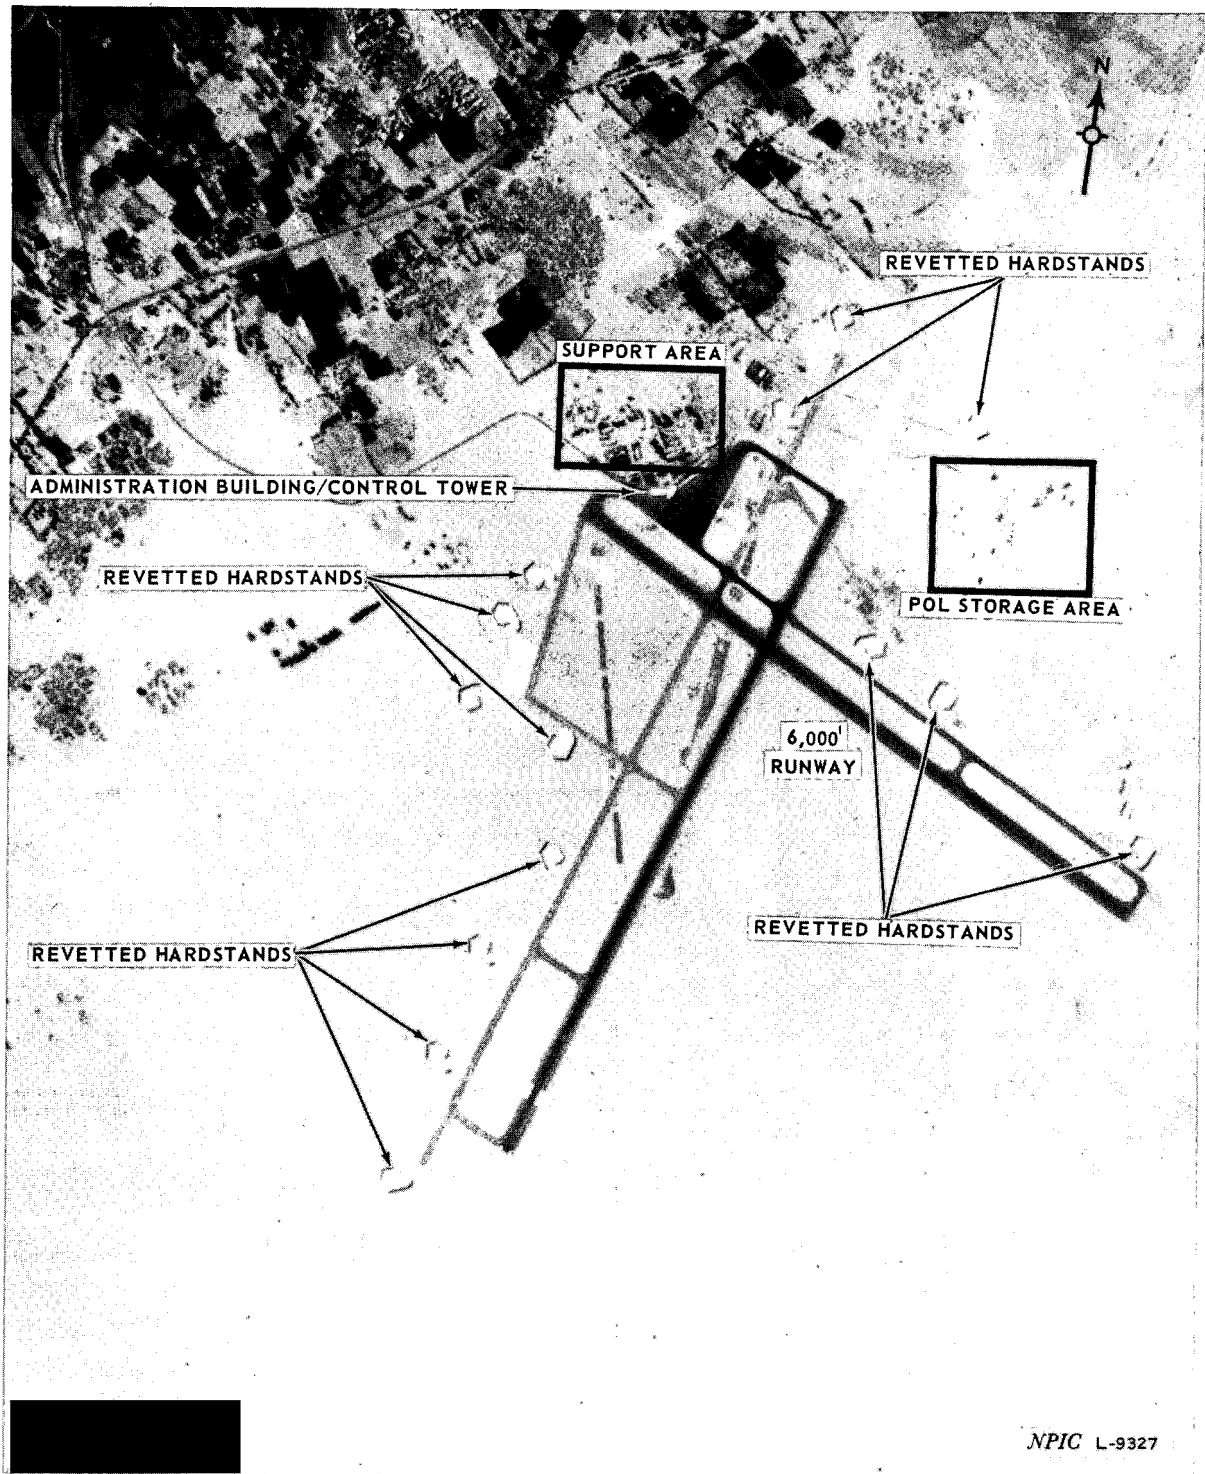 N
REVETTED HARDSTANDS
SUPPORT AREA
ADMINISTRATION BUILDING/CONTROL TOWER
REVETTED HARDSTANDS
POL STORAGE AREA
6,000'
RUNWAY
REVETTED HARDSTANDS
REVETTED HARDSTANDS
NPIC L-9327